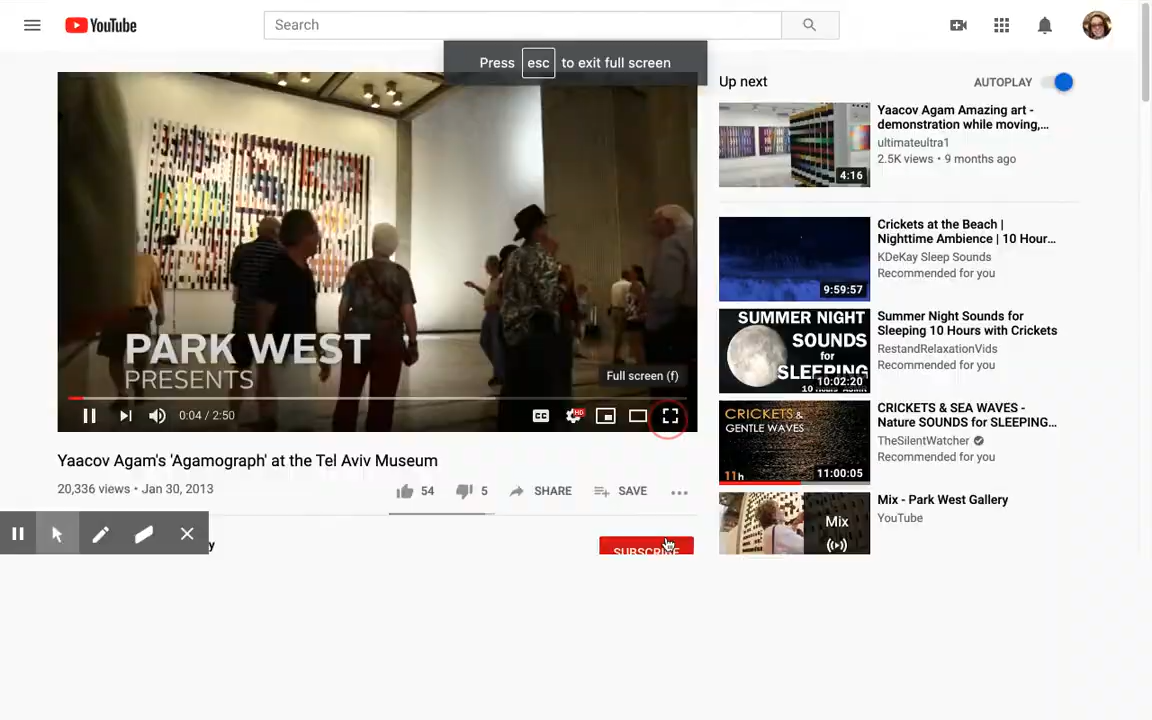 YouTube
Search
Press esc to exit full screen
PARK WEST
PRESENTS
Full screen (f)
0:04 / 2:50
CC
HD
Yaacov Agam's 'Agamograph' at the Tel Aviv Museum
20,336 views • Jan 30, 2013
54
5
SHARE
SAVE
SUBSCRIBE
Up next
AUTOPLAY
4:16
Yaacov Agam Amazing art -
demonstration while moving,...
ultimateultra1
2.5K views • 9 months ago
9:59:57
Crickets at the Beach |
Nighttime Ambience | 10 Hour...
KDeKay Sleep Sounds
Recommended for you
SUMMER NIGHT
SOUNDS
for
SLEEPING
10:02:20
Summer Night Sounds for
Sleeping 10 Hours with Crickets
RestandRelaxationVids
Recommended for you
CRICKETS &
GENTLE WAVES
11h
11:00:05
CRICKETS & SEA WAVES -
Nature SOUNDS for SLEEPING...
TheSilentWatcher
Recommended for you
Mix
Mix - Park West Gallery
YouTube